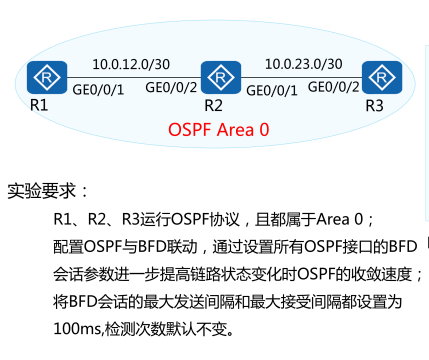 10.0.12.0/30
10.0.23.0/30
R
R
R
GE0/0/1
GE0/0/2
GE0/0/1
GE0/0/2
R1
R2
R3
OSPF Area 0
实验要求：
R1、R2、R3运行OSPF协议，且都属于Area 0；
配置OSPF与BFD联动，通过设置所有OSPF接口的BFD
会话参数进一步提高链路状态变化时OSPF的收敛速度；
将BFD会话的最大发送间隔和最大接受间隔都设置为
100ms,检测次数默认不变。